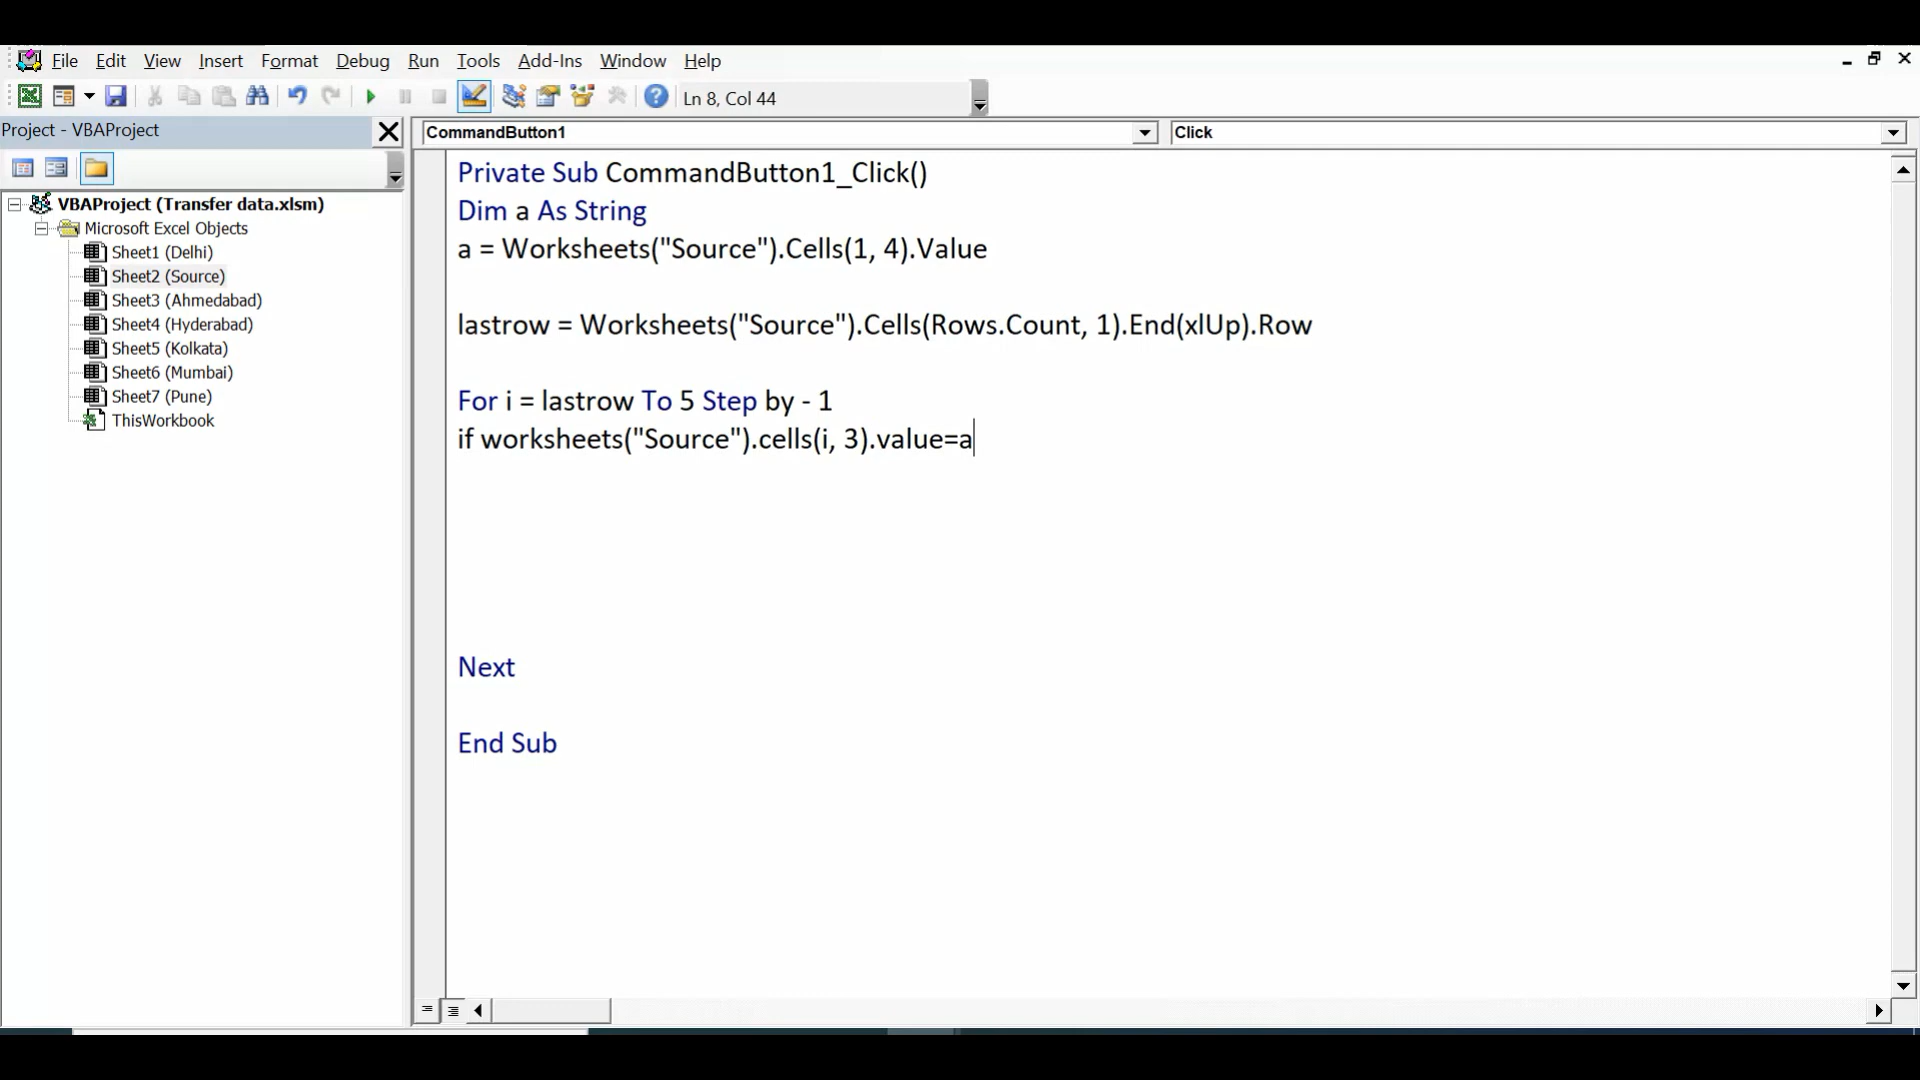 File Edit View Insert Format Debug Run Tools Add-Ins Window Help
Ln 8, Col 44
Project - VBAProject
CommandButton1
Click
VBAProject (Transfer data.xlsm)
Microsoft Excel Objects
Sheet1 (Delhi)
Sheet2 (Source)
Sheet3 (Ahmedabad)
Sheet4 (Hyderabad)
Sheet5 (Kolkata)
Sheet6 (Mumbai)
Sheet7 (Pune)
ThisWorkbook
Private Sub CommandButton1_Click()
Dim a As String
a = Worksheets("Source").Cells(1, 4).Value
lastrow = Worksheets("Source").Cells(Rows.Count, 1).End(xlUp).Row
For i = lastrow To 5 Step by - 1
if worksheets("Source").cells(i, 3).value=a
Next
End Sub